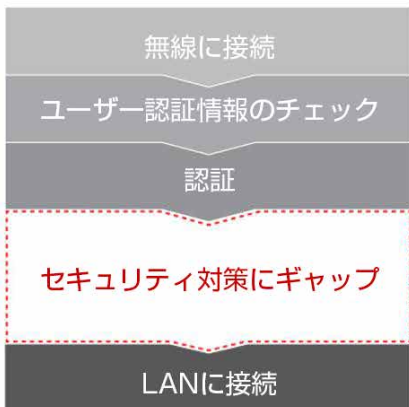 無線に接続
ユーザー認証情報のチェック
認証
セキュリティ対策にギャップ
LANに接続